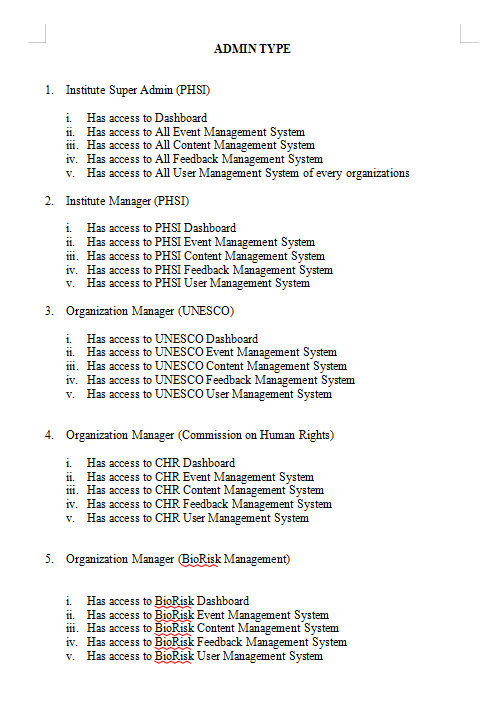 ADMIN TYPE
1. Institute Super Admin (PHSI)
i. Has access to Dashboard
ii. Has access to All Event Management System
iii. Has access to All Content Management System
iv. Has access to All Feedback Management System
v. Has access to All User Management System of every organizations
2. Institute Manager (PHSI)
i. Has access to PHSI Dashboard
ii. Has access to PHSI Event Management System
iii. Has access to PHSI Content Management System
iv. Has access to PHSI Feedback Management System
v. Has access to PHSI User Management System
3. Organization Manager (UNESCO)
i. Has access to UNESCO Dashboard
ii. Has access to UNESCO Event Management System
iii. Has access to UNESCO Content Management System
iv. Has access to UNESCO Feedback Management System
v. Has access to UNESCO User Management System
4. Organization Manager (Commission on Human Rights)
i. Has access to CHR Dashboard
ii. Has access to CHR Event Management System
iii. Has access to CHR Content Management System
iv. Has access to CHR Feedback Management System
v. Has access to CHR User Management System
5. Organization Manager (BioRisk Management)
i. Has access to BioRisk Dashboard
ii. Has access to BioRisk Event Management System
iii. Has access to BioRisk Content Management System
iv. Has access to BioRisk Feedback Management System
v. Has access to BioRisk User Management System